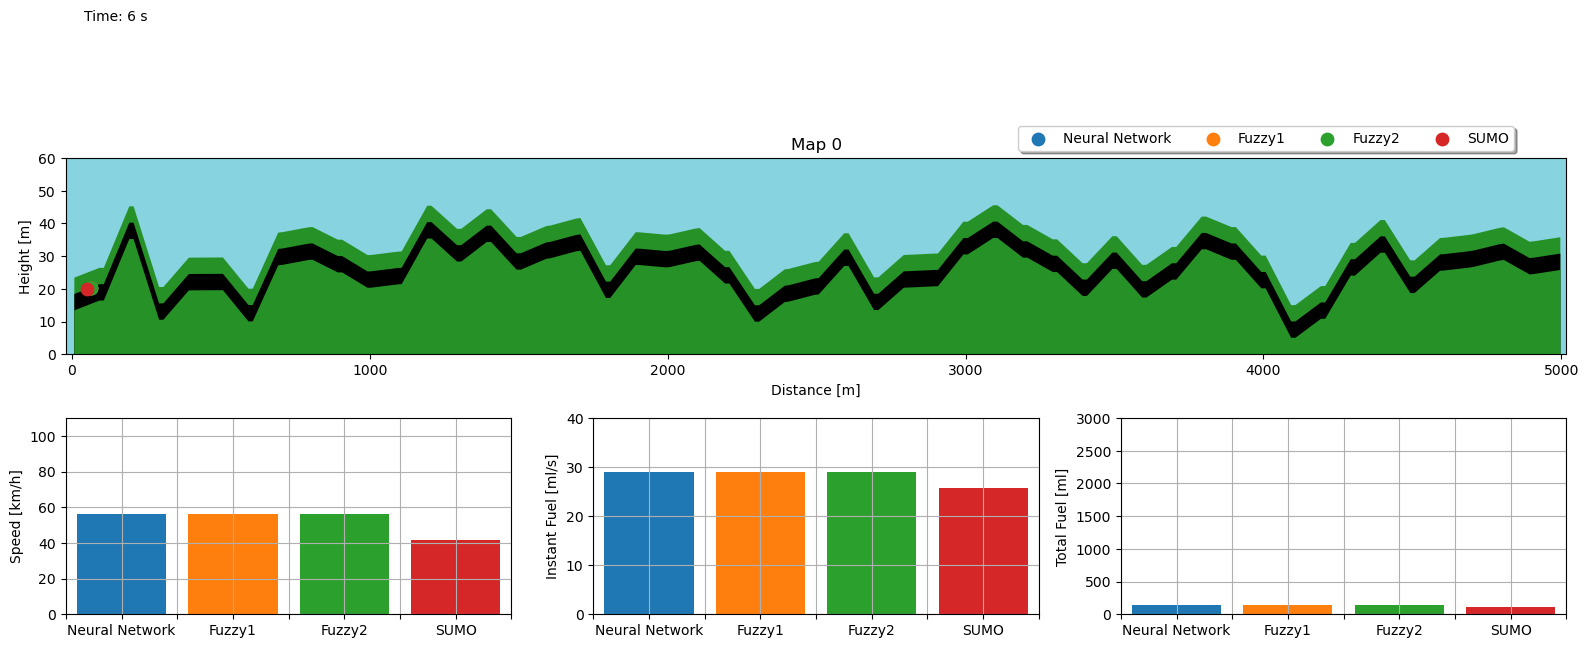 Time: 6 s
Neural Network Fuzzy1 Fuzzy2 SUMO
Map 0
Height [m]
60
50
40
30
20
10
0
0 1000 2000 3000 4000 5000
Distance [m]
Speed [km/h]
100
80
60
40
20
0
Neural Network Fuzzy1 Fuzzy2 SUMO
Instant Fuel [ml/s]
40
30
20
10
0
Neural Network Fuzzy1 Fuzzy2 SUMO
Total Fuel [ml]
3000
2500
2000
1500
1000
500
0
Neural Network Fuzzy1 Fuzzy2 SUMO